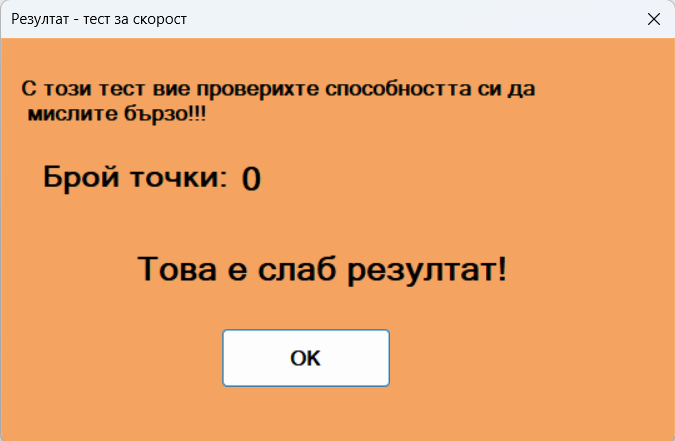 Резултат - тест за скорост
С този тест вие проверихте способността си да
мислите бързо!!!
Брой точки: 0
Това е слаб резултат!
OK